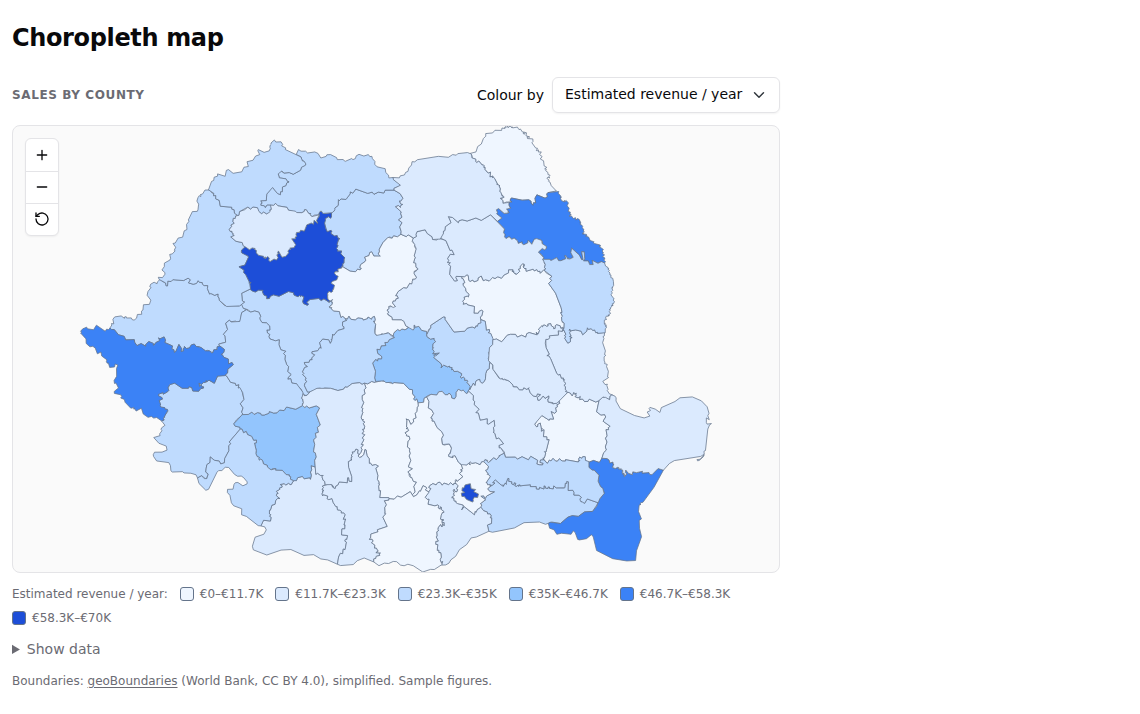 Choropleth map
SALES BY COUNTY
Colour by
Estimated revenue / year
+
−
Estimated revenue / year:
€0–€11.7K
€11.7K–€23.3K
€23.3K–€35K
€35K–€46.7K
€46.7K–€58.3K
€58.3K–€70K
Show data
Boundaries: geoBoundaries (World Bank, CC BY 4.0), simplified. Sample figures.